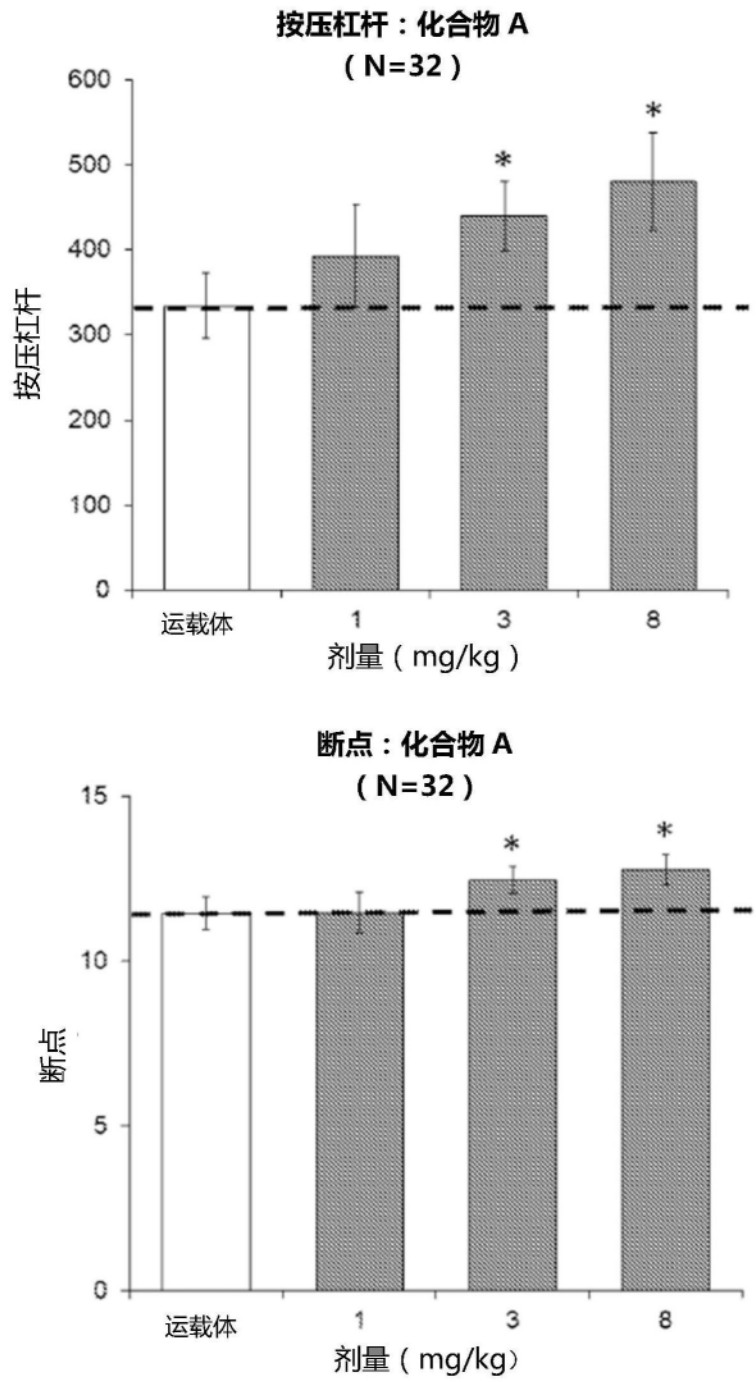 按压杠杆：化合物 A
（N=32）
600
500
400
300
200
100
0
按压杠杆
*
*
运载体
1
3
8
剂量（mg/kg）
断点：化合物 A
（N=32）
15
10
5
0
断点
*
*
运载体
1
3
8
剂量（mg/kg）